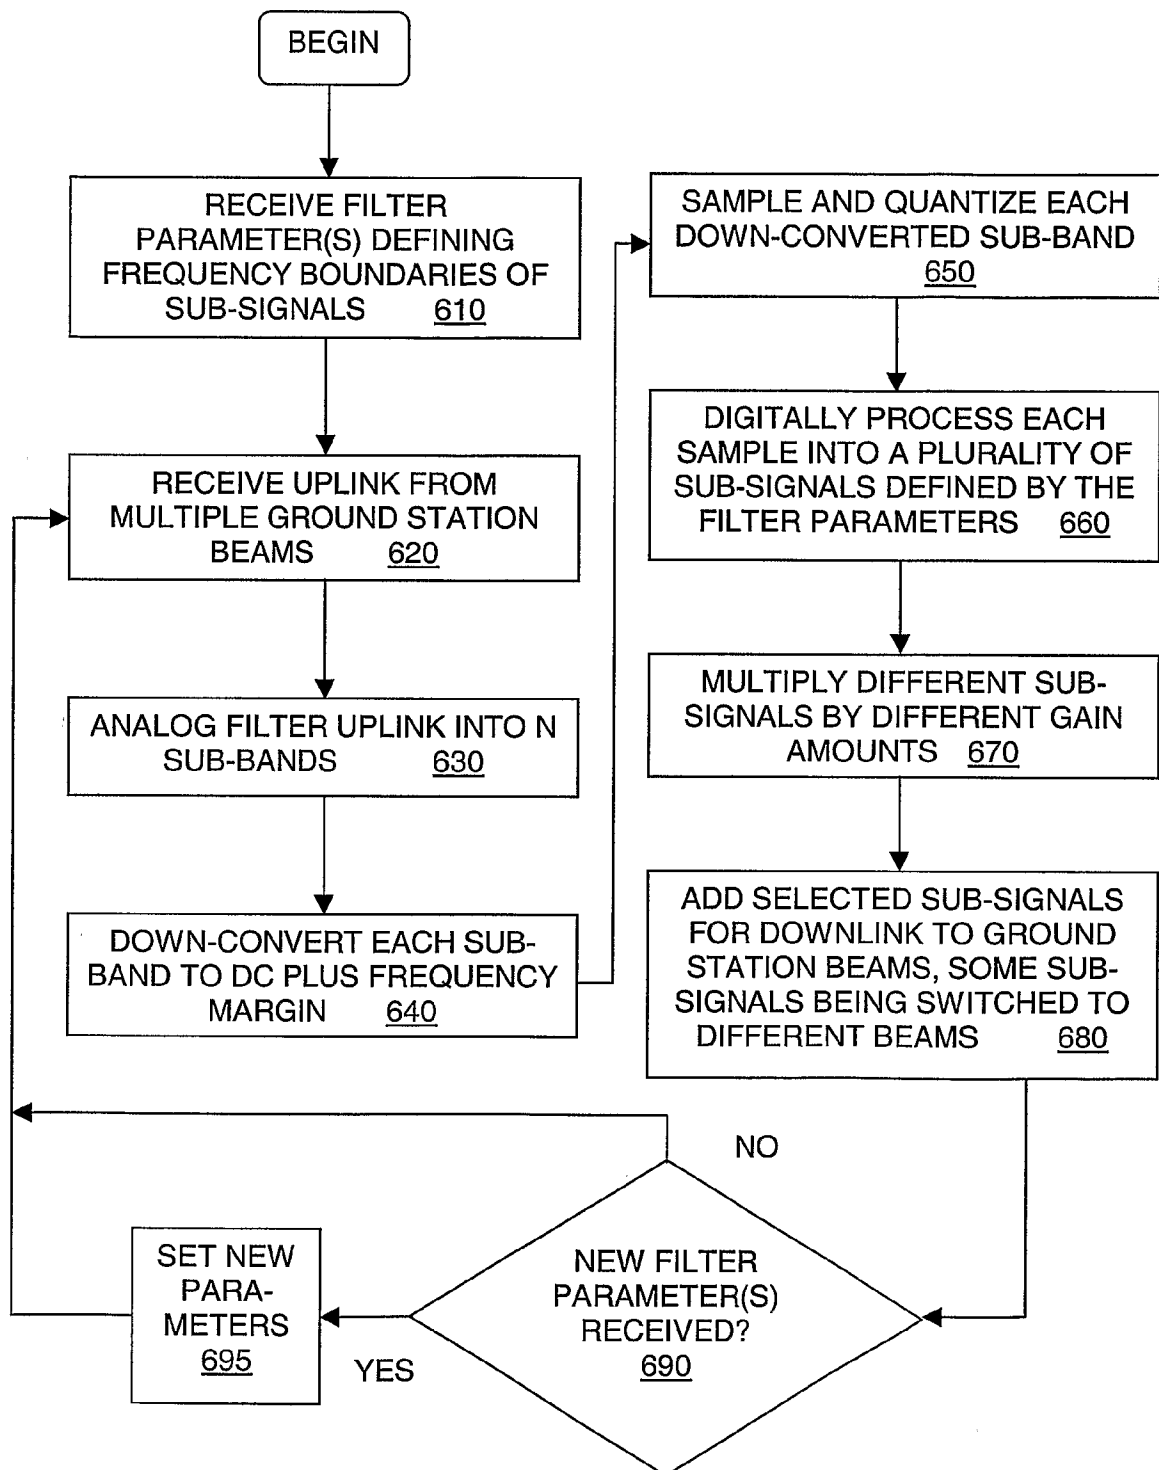 BEGIN
RECEIVE FILTER
PARAMETER(S) DEFINING
FREQUENCY BOUNDARIES OF
SUB-SIGNALS 610
RECEIVE UPLINK FROM
MULTIPLE GROUND STATION
BEAMS 620
ANALOG FILTER UPLINK INTO N
SUB-BANDS 630
DOWN-CONVERT EACH SUB-
BAND TO DC PLUS FREQUENCY
MARGIN 640
SAMPLE AND QUANTIZE EACH
DOWN-CONVERTED SUB-BAND
650
DIGITALLY PROCESS EACH
SAMPLE INTO A PLURALITY OF
SUB-SIGNALS DEFINED BY THE
FILTER PARAMETERS 660
MULTIPLY DIFFERENT SUB-
SIGNALS BY DIFFERENT GAIN
AMOUNTS 670
ADD SELECTED SUB-SIGNALS
FOR DOWNLINK TO GROUND
STATION BEAMS, SOME SUB-
SIGNALS BEING SWITCHED TO
DIFFERENT BEAMS 680
NO
NEW FILTER
PARAMETER(S)
RECEIVED?
690
YES
SET NEW
PARA-
METERS
695